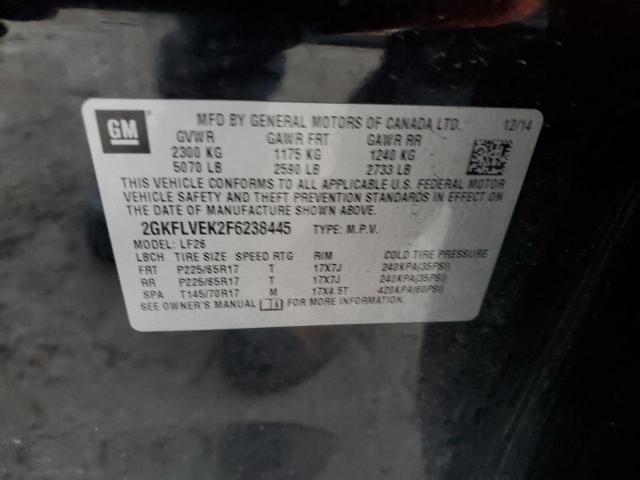 GM
MFD BY GENERAL MOTORS OF CANADA LTD. 12/14
GVWR GAWR FRT GAWR RR
2300 KG 1175 KG 1240 KG
5070 LB 2590 LB 2733 LB
THIS VEHICLE CONFORMS TO ALL APPLICABLE U.S. FEDERAL MOTOR
VEHICLE SAFETY AND THEFT PREVENTION STANDARDS IN EFFECT ON
THE DATE OF MANUFACTURE SHOWN ABOVE.
2GKFLVEK2F6238445 TYPE: M.P.V.
MODEL: LF26
LBCH TIRE SIZE SPEED RTG RIM COLD TIRE PRESSURE
FRT P225/65R17 T 17X7J 240KPA(35PSI)
RR P225/65R17 T 17X7J 240KPA(35PSI)
SPA T145/70R17 M 17X4.5T 420KPA(60PSI)
SEE OWNER'S MANUAL FOR MORE INFORMATION